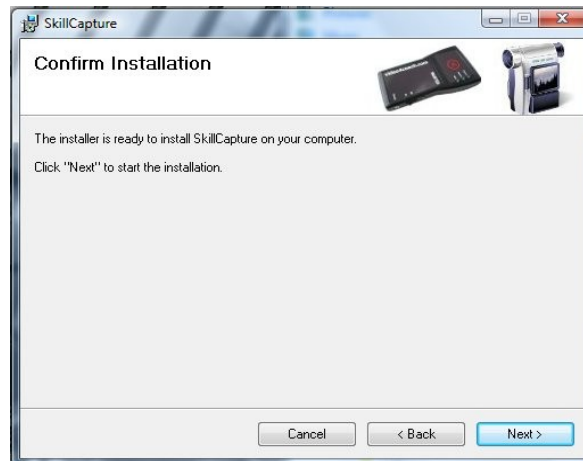 SkillCapture
Confirm Installation
The installer is ready to install SkillCapture on your computer.
Click "Next" to start the installation.
Cancel
< Back
Next >